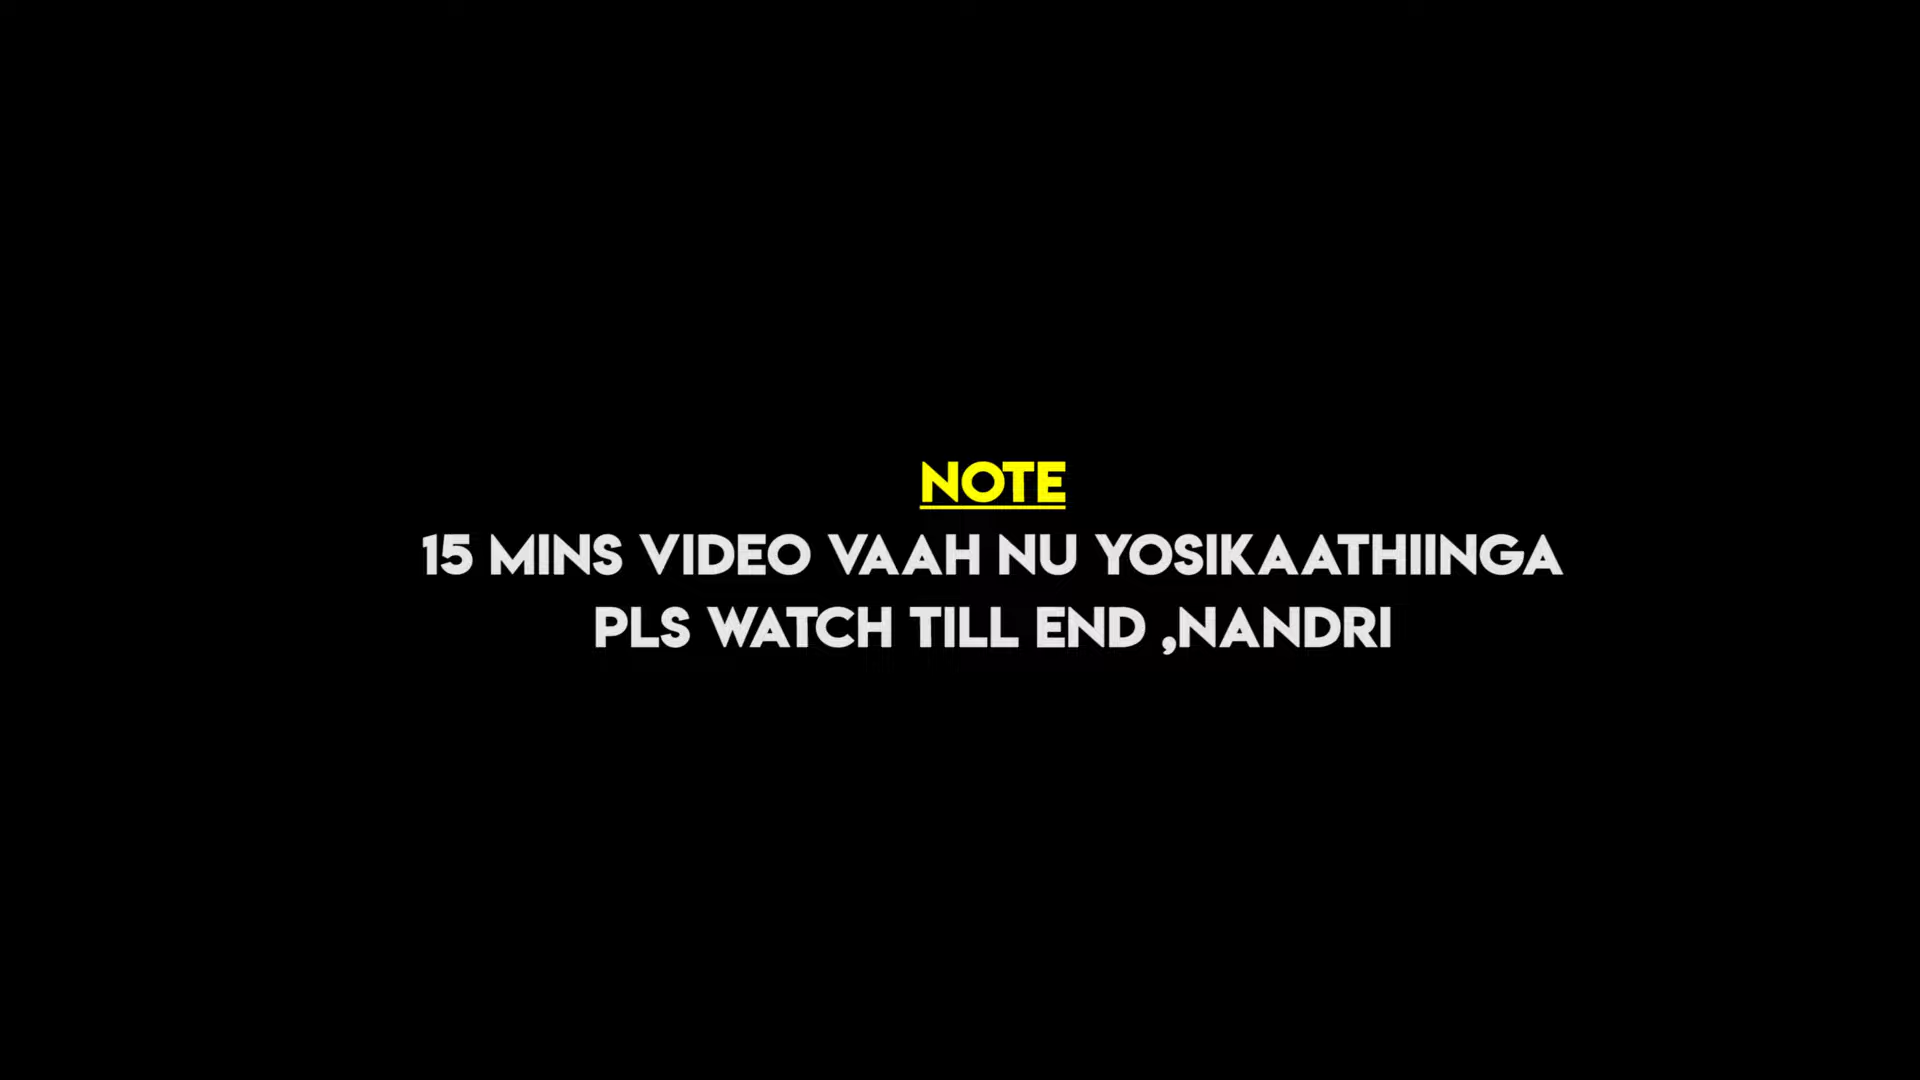 NOTE
15 MINS VIDEO VAAH NU YOSIKAATHIINGA
PLS WATCH TILL END ,NANDRI